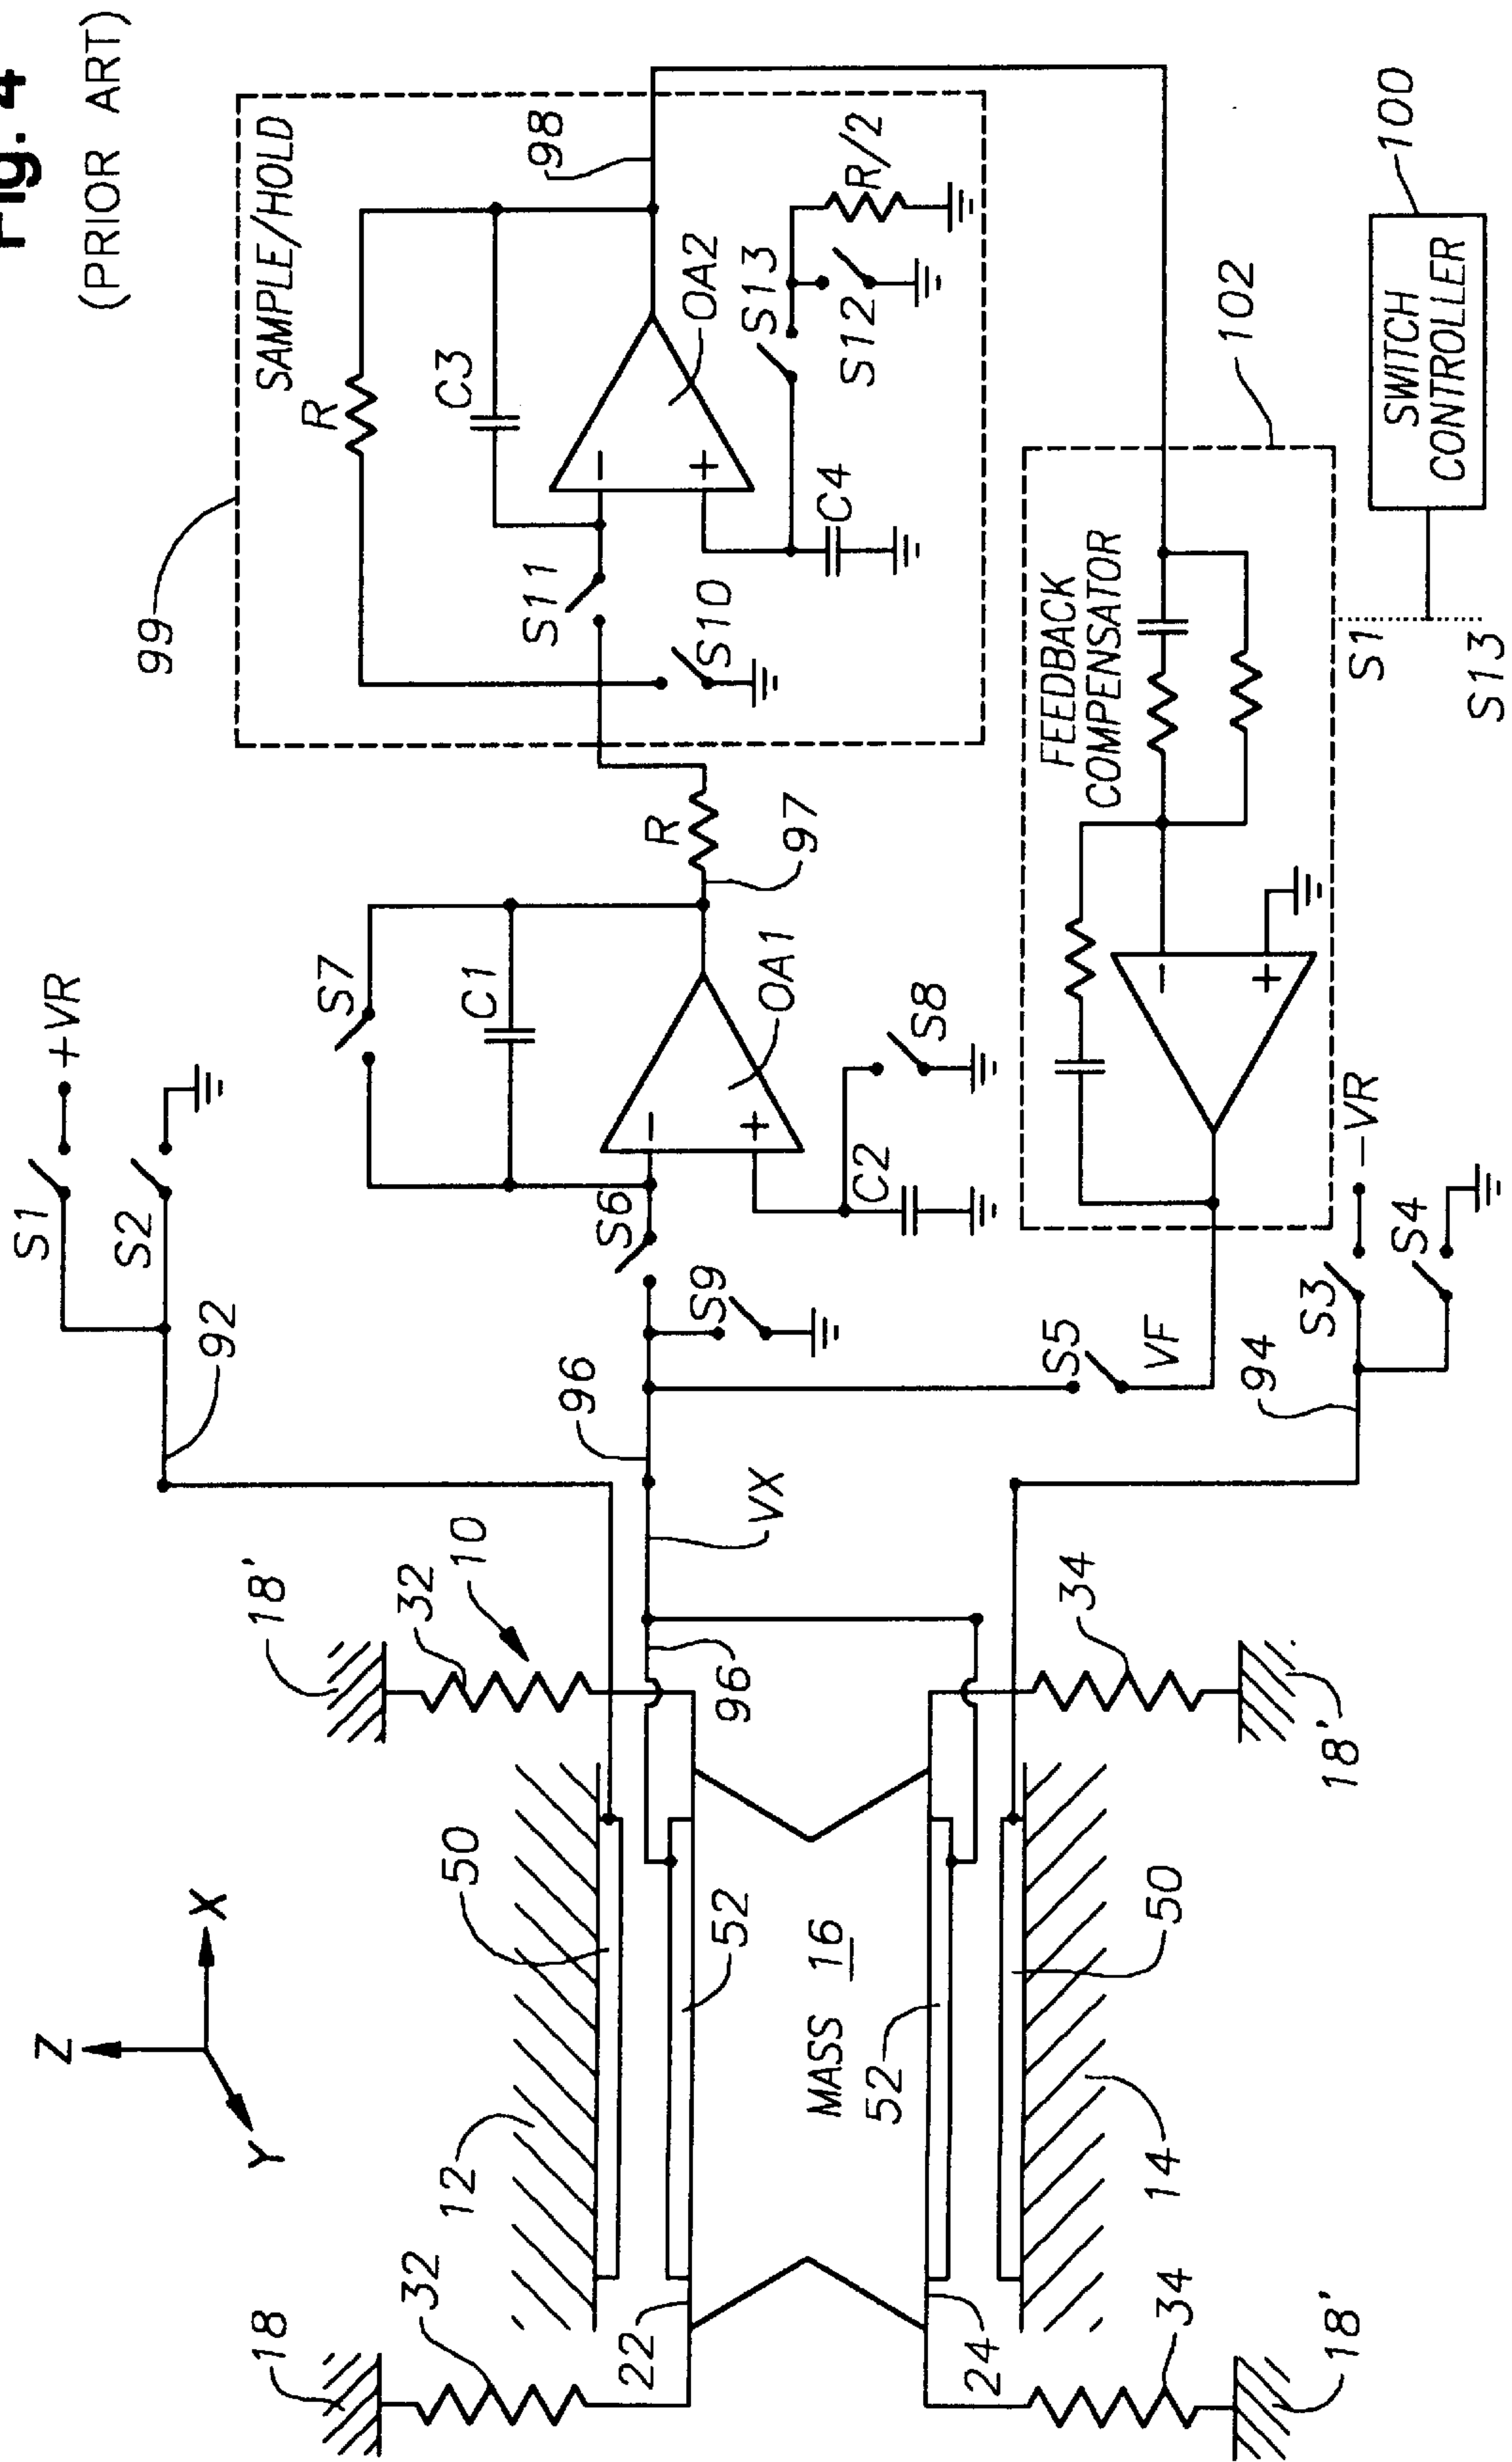 Fig. 4
(PRIOR ART)
Z
X
Y
18
32
12
50
52
22
MASS 16
52
24
50
14
34
18'
18'
32
10
96
34
18'
VX
92
S1
+VR
S2
96
S9
S6
S7
C1
OA1
C2
S8
R
97
99
SAMPLE/HOLD
R
S11
S10
C3
OA2
C4
S13
S12
R/2
98
S5
VF
94
S3
-VR
S4
FEEDBACK
COMPENSATOR
102
S1
S13
SWITCH
CONTROLLER
100